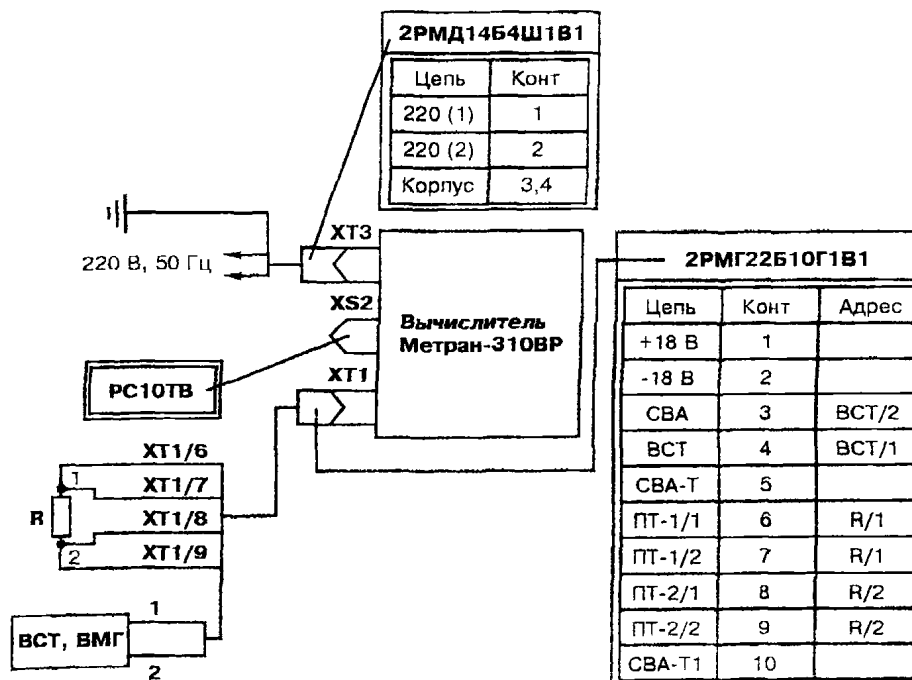 2РМД14Б4Ш1В1
Цепь Конт
220 (1) 1
220 (2) 2
Корпус 3,4
220 В, 50 Гц
XT3
XS2
XT1
Вычислитель
Метран-310ВР
РС10ТВ
2РМГ22Б10Г1В1
Цепь Конт Адрес
+18 В 1
-18 В 2
СВА 3 ВСТ/2
ВСТ 4 ВСТ/1
СВА-Т 5
ПТ-1/1 6 R/1
ПТ-1/2 7 R/1
ПТ-2/1 8 R/2
ПТ-2/2 9 R/2
СВА-Т1 10
XT1/6
1
XT1/7
R
XT1/8
2
XT1/9
1
ВСТ, ВМГ
2